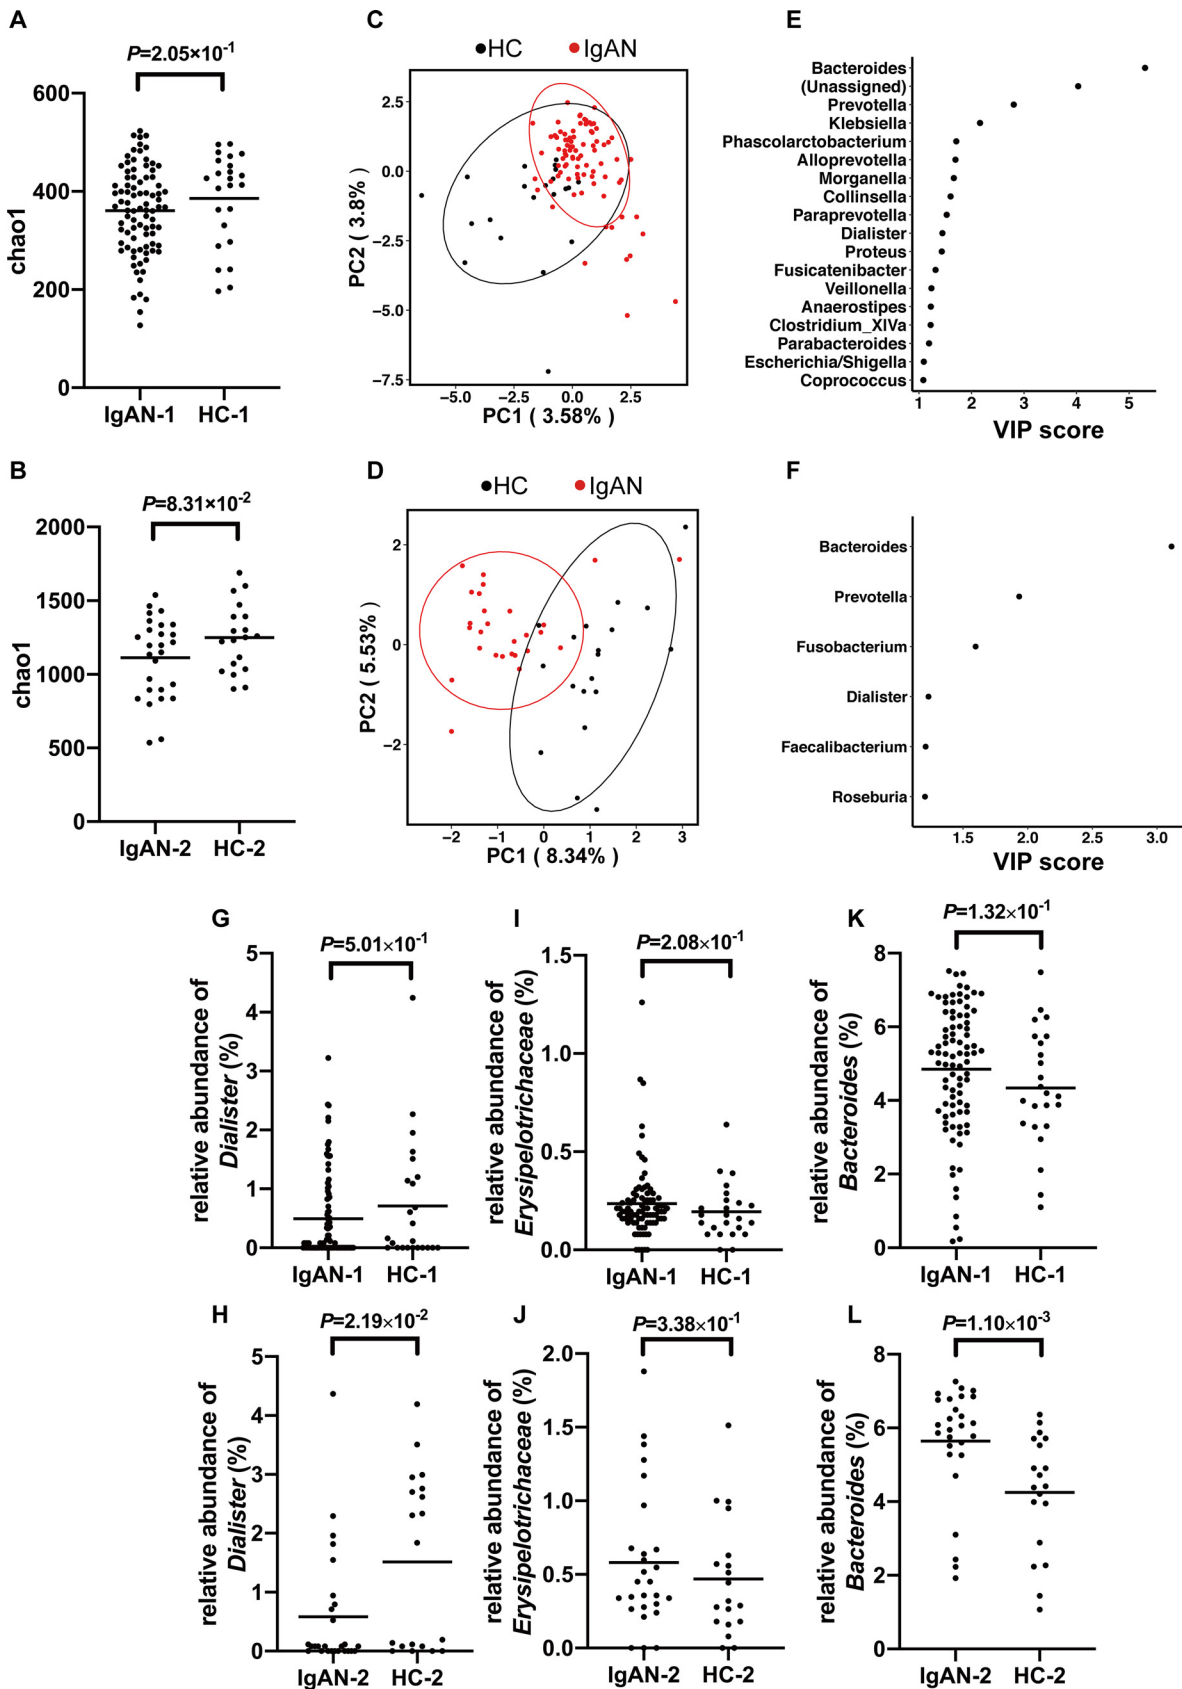 A
P=2.05×10-1
chao1
600
400
200
0
IgAN-1 HC-1
C
HC IgAN
PC2 ( 3.8%)
2.5
0.0
−2.5
−5.0
−7.5
−5.0 −2.5 0.0 2.5
PC1 ( 3.58%)
E
Bacteroides
(Unassigned)
Prevotella
Klebsiella
Phascolarctobacterium
Alloprevotella
Morganella
Collinsella
Paraprevotella
Dialister
Proteus
Fusicatenibacter
Veillonella
Anaerostipes
Clostridium_XIVa
Parabacteroides
Escherichia/Shigella
Coprococcus
1 2 3 4 5
VIP score
B
P=8.31×10-2
chao1
2000
1500
1000
500
0
IgAN-2 HC-2
D
HC IgAN
PC2 ( 5.53% )
2
0
−2
−2 −1 0 1 2 3
PC1 ( 8.34%)
F
Bacteroides
Prevotella
Fusobacterium
Dialister
Faecalibacterium
Roseburia
1.5 2.0 2.5 3.0
VIP score
G
P=5.01×10-1
relative abundance of
Dialister (%)
5
4
3
2
1
0
IgAN-1 HC-1
I
P=2.08×10-1
relative abundance of
Erysipelotrichaceae (%)
1.5
1.0
0.5
0.0
IgAN-1 HC-1
K
P=1.32×10-1
relative abundance of
Bacteroides (%)
8
6
4
2
0
IgAN-1 HC-1
H
P=2.19×10-2
relative abundance of
Dialister (%)
5
4
3
2
1
0
IgAN-2 HC-2
J
P=3.38×10-1
relative abundance of
Erysipelotrichaceae (%)
2.0
1.5
1.0
0.5
0.0
IgAN-2 HC-2
L
P=1.10×10-3
relative abundance of
Bacteroides (%)
8
6
4
2
0
IgAN-2 HC-2